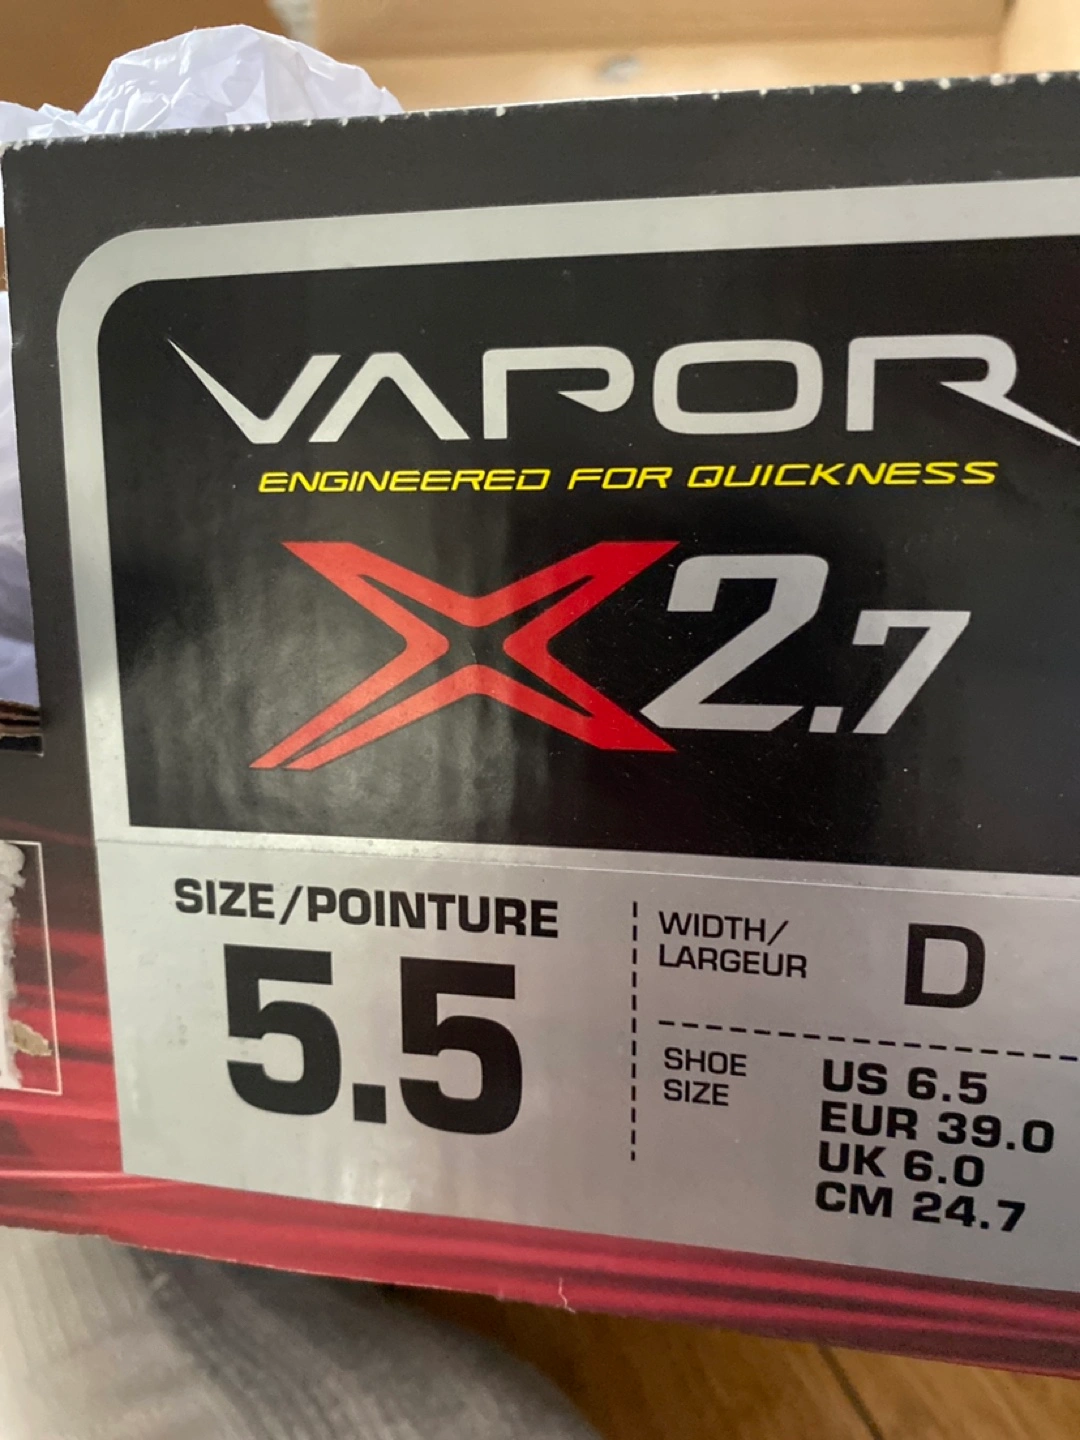 VAPOR
ENGINEERED FOR QUICKNESS
X2.7
SIZE/POINTURE
5.5
WIDTH/
LARGEUR
D
SHOE
SIZE
US 6.5
EUR 39.0
UK 6.0
CM 24.7